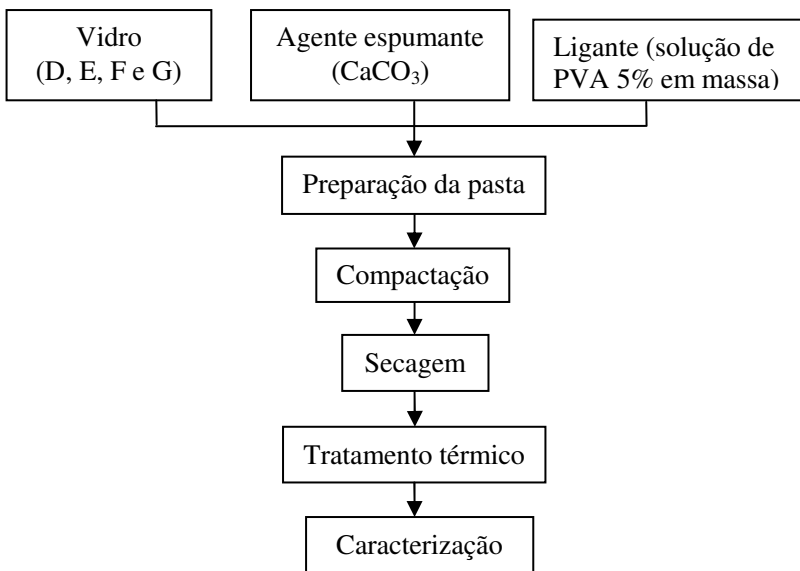 Vidro
(D, E, F e G)
Agente espumante
(CaCO₃)
Ligante (solução de
PVA 5% em massa)
Preparação da pasta
Compactação
Secagem
Tratamento térmico
Caracterização